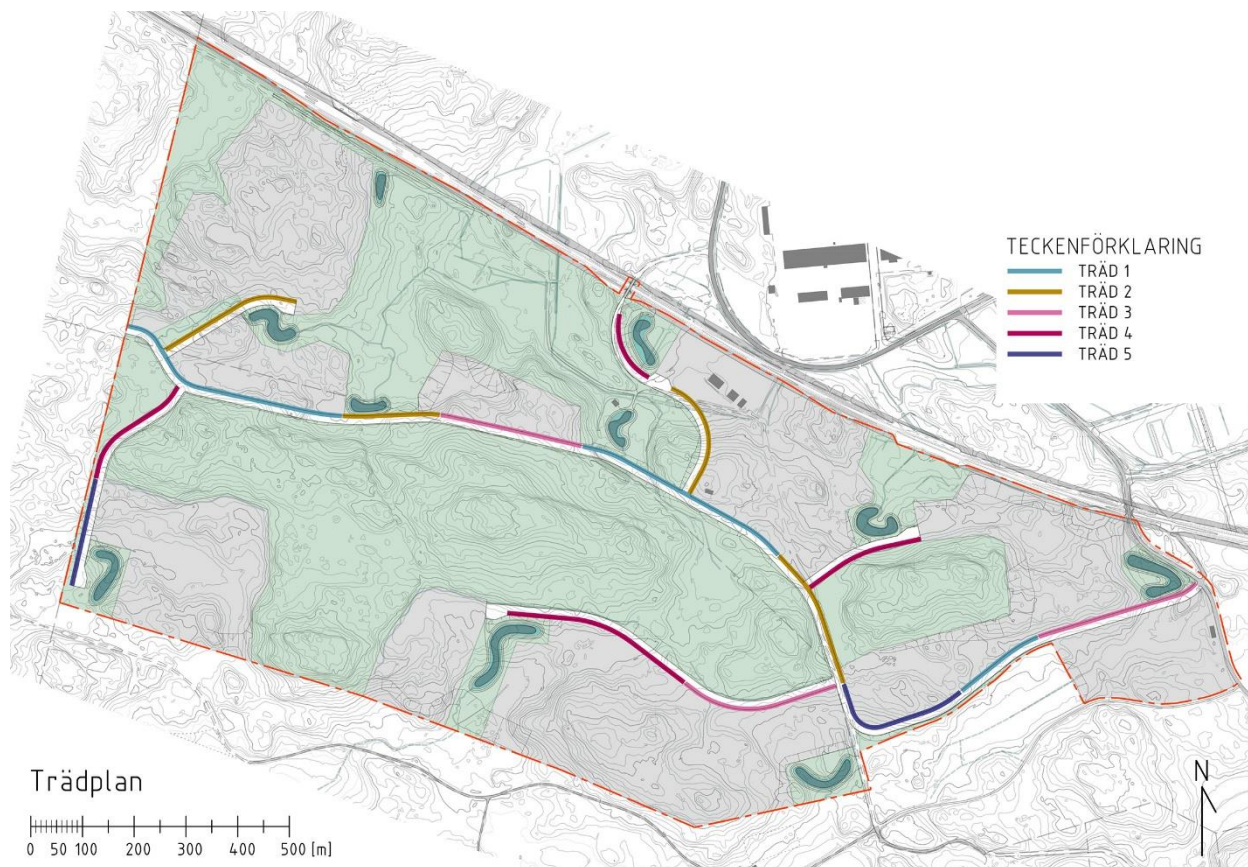 TECKENFÖRKLARING
TRÄD 1
TRÄD 2
TRÄD 3
TRÄD 4
TRÄD 5
Trädplan
0 50 100 200 300 400 500 [m]
N